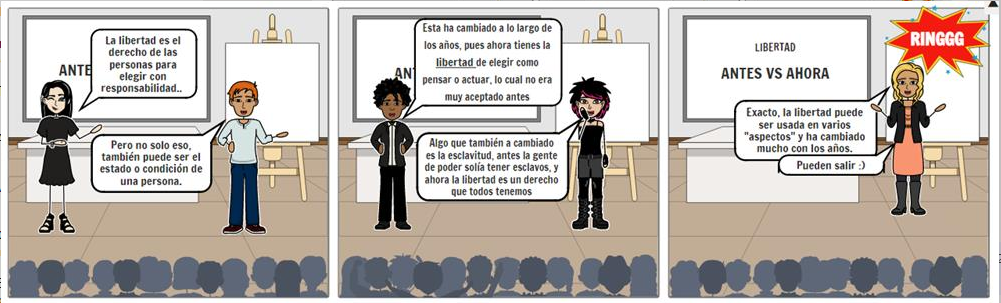 La libertad es el
derecho de las
personas para
elegir con
responsabilidad..
ANTE
Pero no solo eso,
también puede ser el
estado o condición de
una persona.
Esta ha cambiado a lo largo de
los años, pues ahora tienes la
libertad de elegir como
pensar o actuar, lo cual no era
muy aceptado antes
AN
Algo que también a cambiado
es la esclavitud, antes la gente
de poder solía tener esclavos, y
ahora la libertad es un derecho
que todos tenemos
RINGGG
LIBERTAD
ANTES VS AHORA
Exacto, la libertad puede
ser usada en varios
"aspectos" y ha cambiado
mucho con los años.
Pueden salir :)